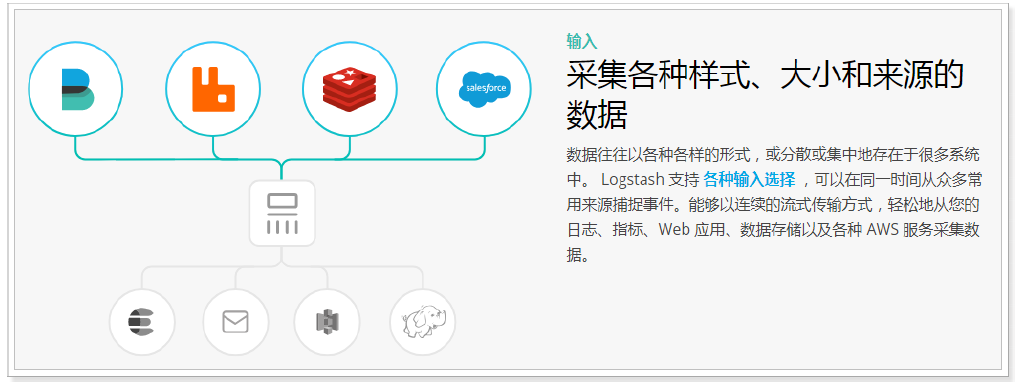 salesforce
输入
采集各种样式、大小和来源的
数据
数据往往以各种各样的形式，或分散或集中地存在于很多系统
中。 Logstash 支持 各种输入选择 ，可以在同一时间从众多常
用来源捕捉事件。能够以连续的流式传输方式，轻松地从您的
日志、指标、Web 应用、数据存储以及各种 AWS 服务采集数
据。